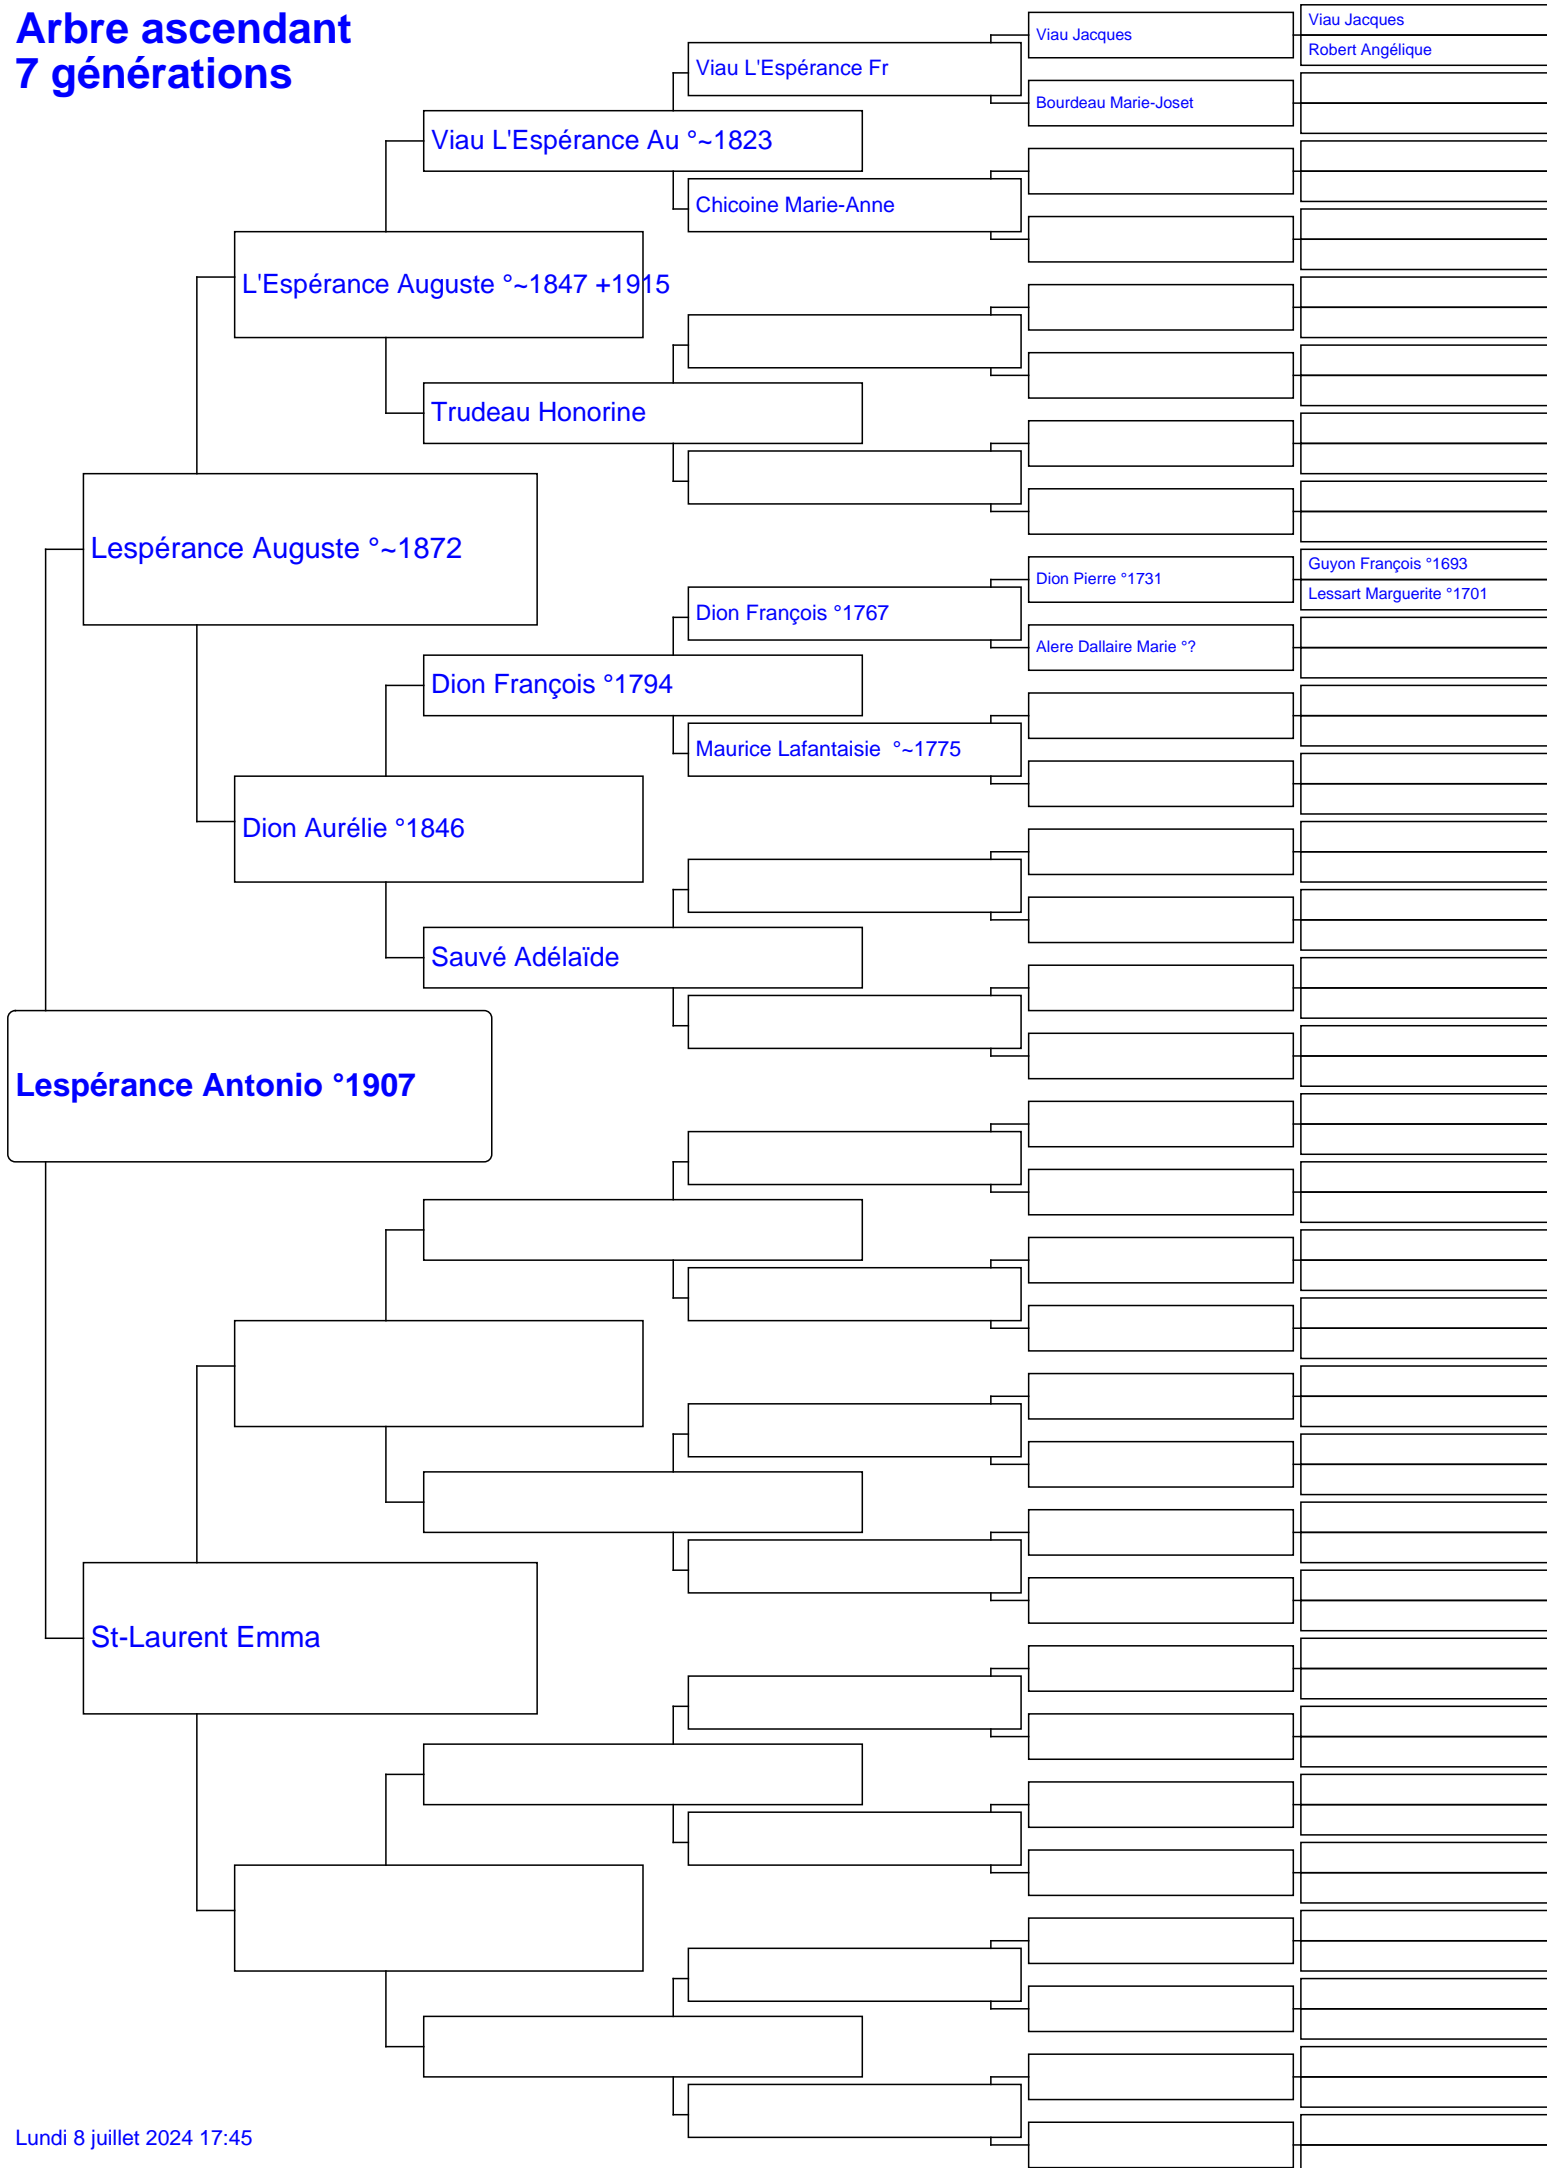 Arbre ascendant
7 générations
Viau Jacques
Robert Angélique
Viau Jacques
Viau L'Espérance Fr
Bourdeau Marie-Joset
Viau L'Espérance Au °~1823
Chicoine Marie-Anne
L'Espérance Auguste °~1847 +1915
Trudeau Honorine
Lespérance Auguste °~1872
Guyon François °1693
Dion Pierre °1731
Lessart Marguerite °1701
Dion François °1767
Alere Dallaire Marie °?
Dion François °1794
Maurice Lafantaisie  °~1775
Dion Aurélie °1846
Sauvé Adélaïde
Lespérance Antonio °1907
St-Laurent Emma
Lundi 8 juillet 2024 17:45